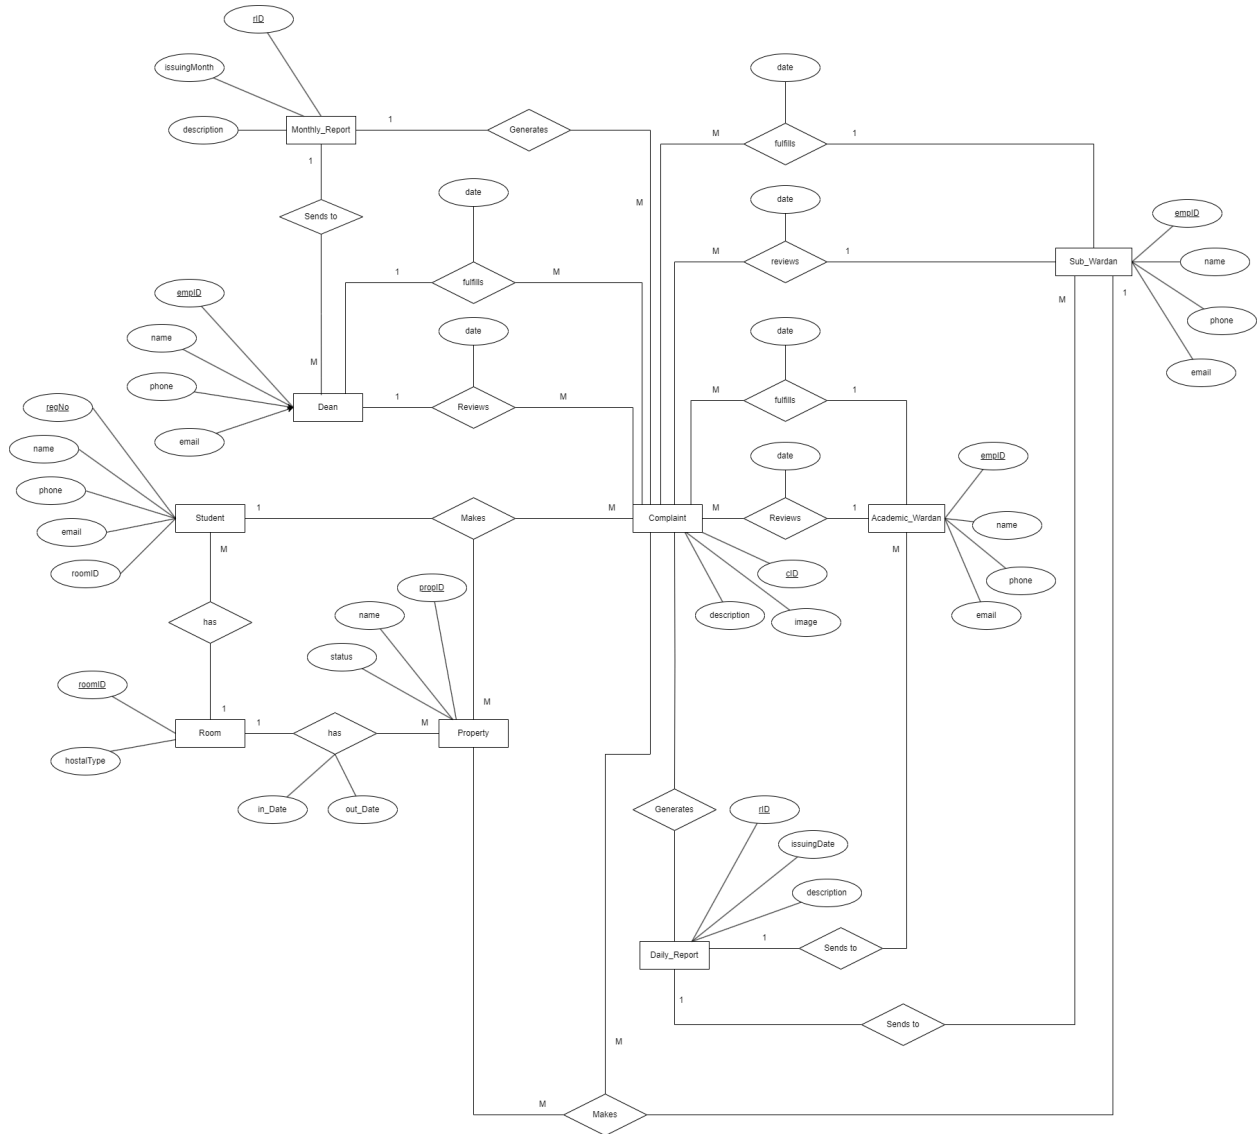 rID
date
issuingMonth
description
Monthly_Report
1
Generates
M
fulfills
1
1
Sends to
date
M
date
empID
M
reviews
1
Sub_Wardan
name
empID
1
fulfills
M
M
1
phone
name
date
date
email
M
phone
M
fulfills
1
regNo
Dean
1
Reviews
M
email
name
date
empID
phone
Student
1
Makes
M
Complaint
M
Reviews
1
Academic_Wardan
name
email
M
M
roomID
cID
phone
propID
description
image
email
has
name
status
roomID
M
1
Room
1
has
M
Property
hostalType
in_Date
out_Date
Generates
rID
issuingDate
description
Daily_Report
1
Sends to
1
Sends to
M
M
Makes